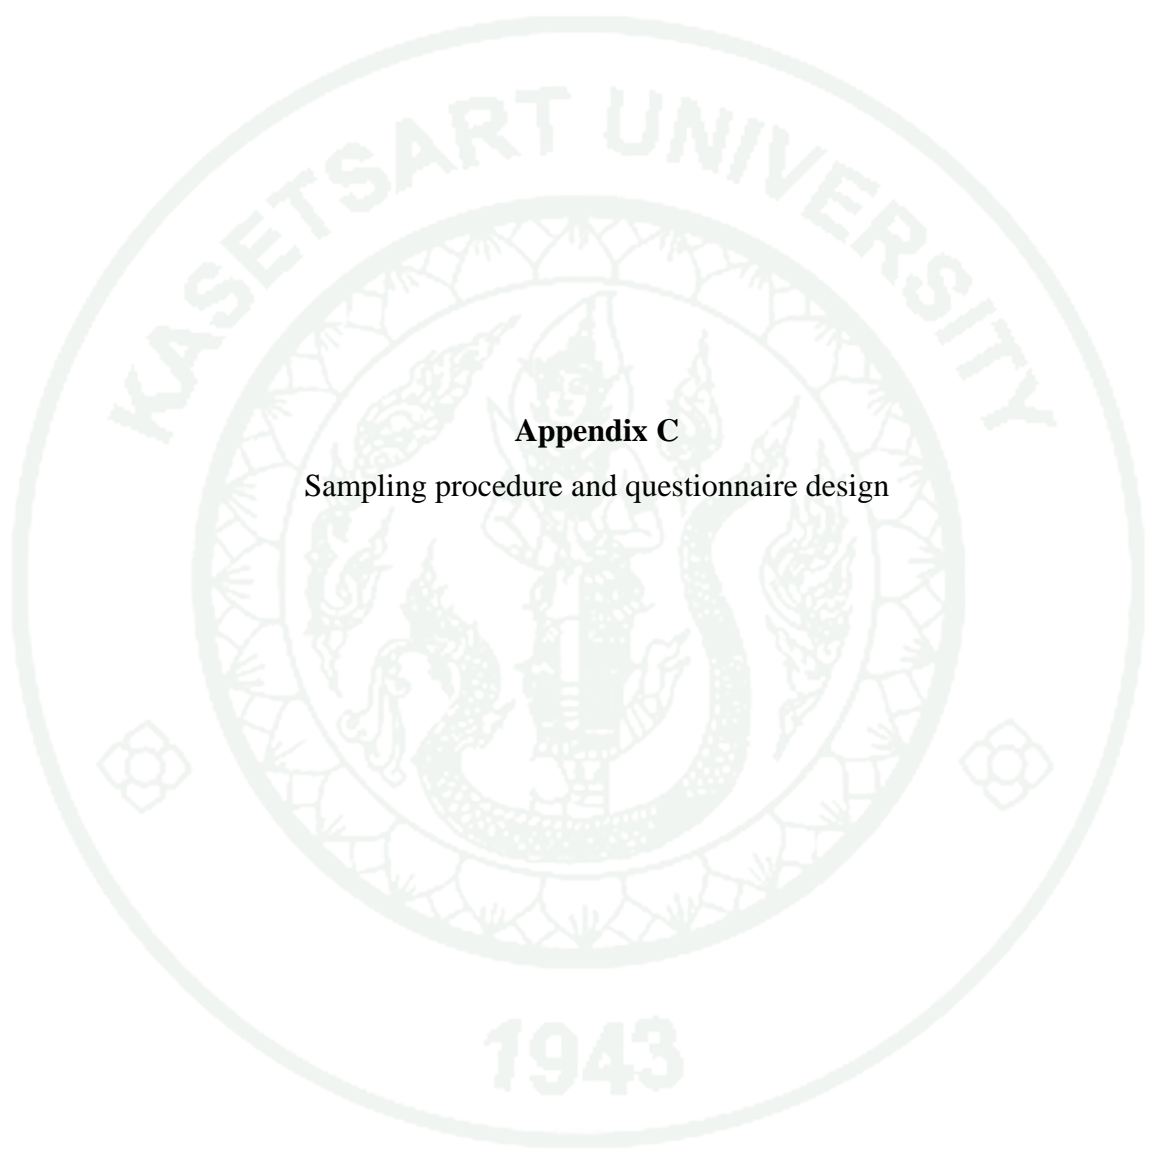 KASETSART UNIVERSITY
Appendix C
Sampling procedure and questionnaire design
1943